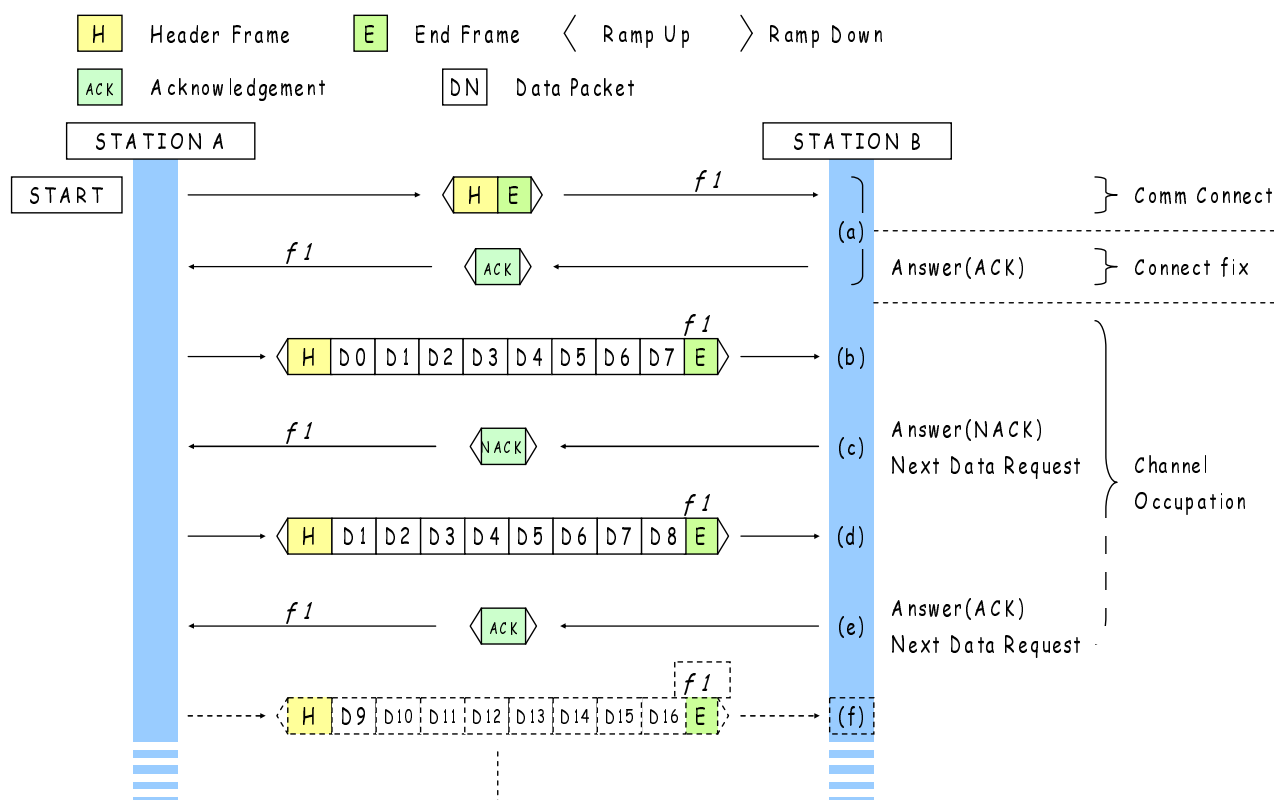 H Header Frame E End Frame Ramp Up Ramp Down
ACK Acknowledgement DN Data Packet
STATION A STATION B
START H E f1 Comm Connect
(a)
f1 ACK Answer(ACK) Connect fix
f1
H D0 D1 D2 D3 D4 D5 D6 D7 E (b)
f1 NACK (c) Answer(NACK)
Next Data Request
Channel
Occupation
f1
H D1 D2 D3 D4 D5 D6 D7 D8 E (d)
f1 ACK (e) Answer(ACK)
Next Data Request
f1
H D9 D10 D11 D12 D13 D14 D15 D16 E (f)